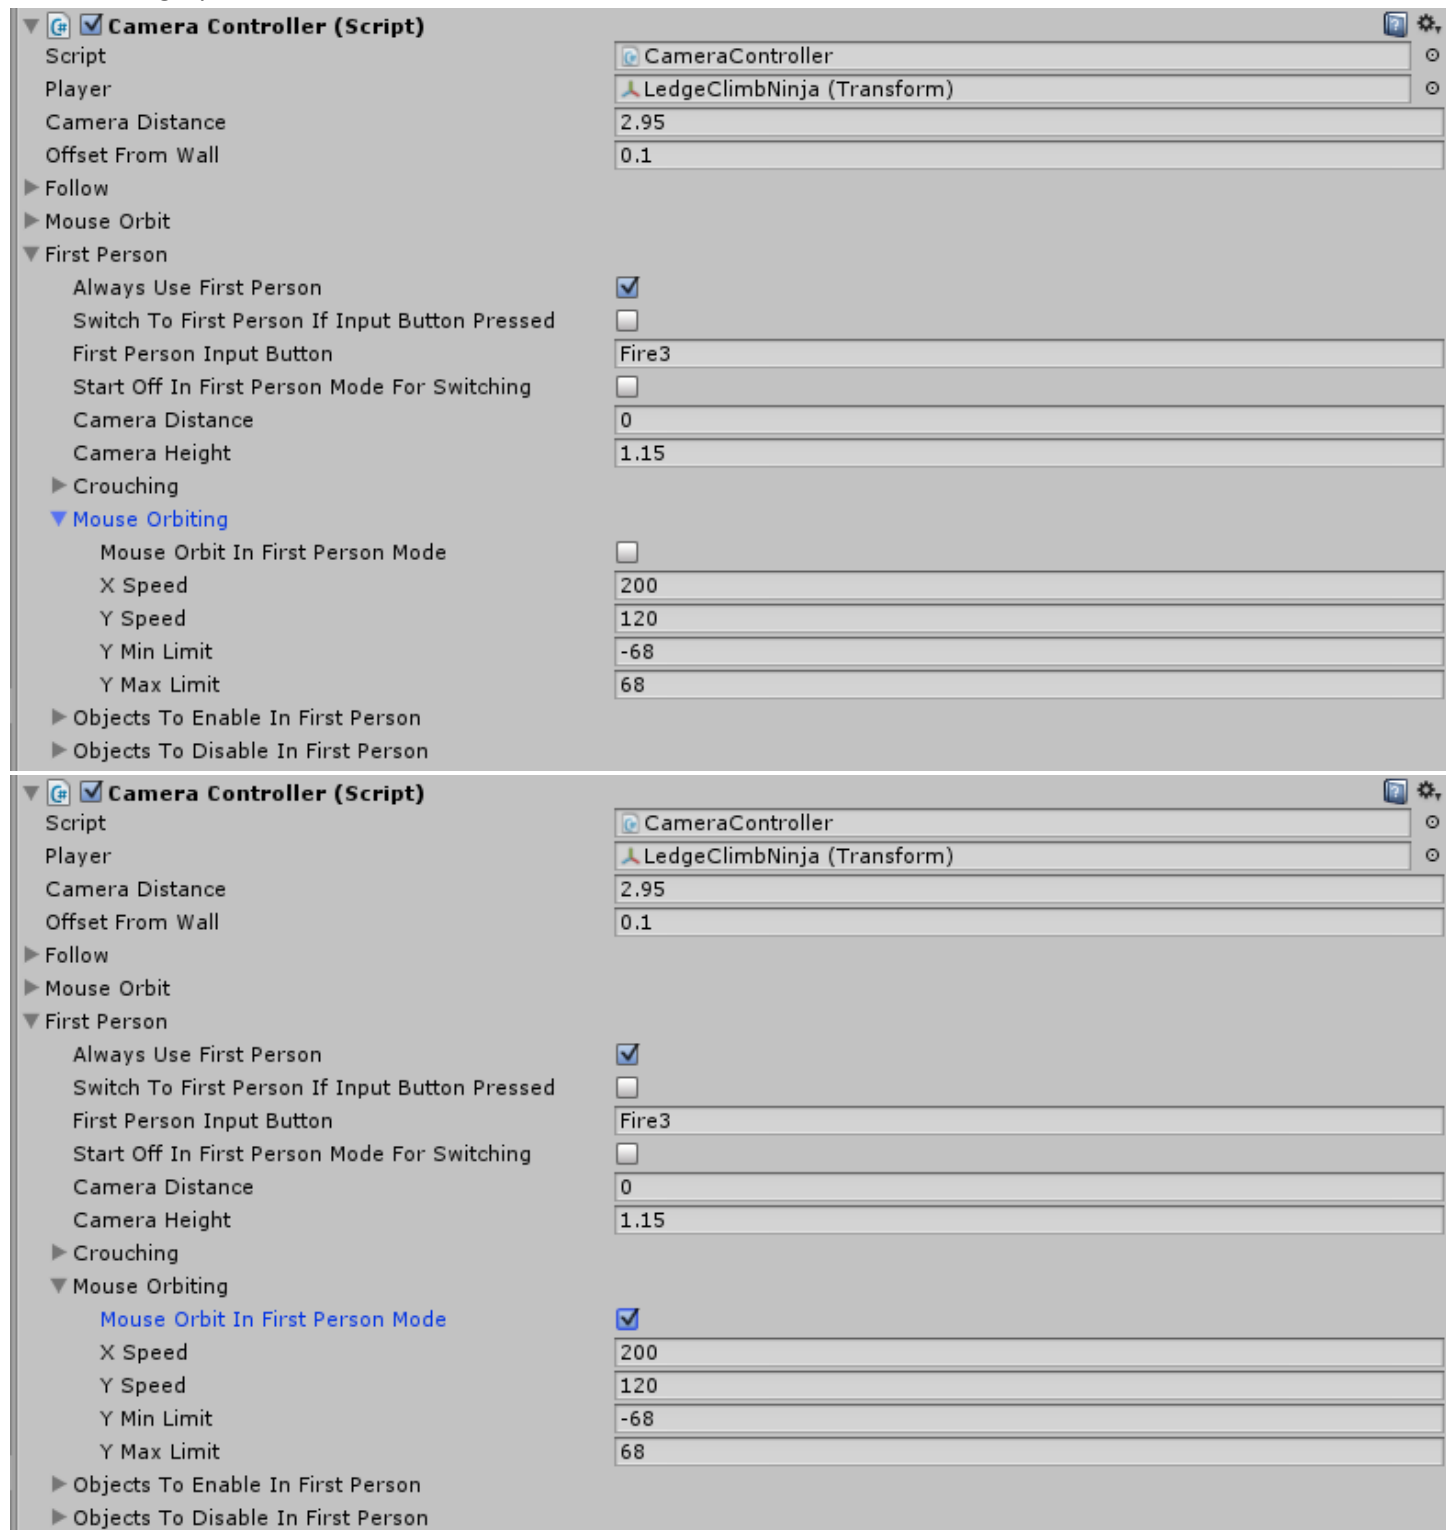 Camera Controller (Script)
Script CameraController
Player LedgeClimbNinja (Transform)
Camera Distance 2.95
Offset From Wall 0.1
Follow
Mouse Orbit
First Person
Always Use First Person
Switch To First Person If Input Button Pressed
First Person Input Button Fire3
Start Off In First Person Mode For Switching
Camera Distance 0
Camera Height 1.15
Crouching
Mouse Orbiting
Mouse Orbit In First Person Mode
X Speed 200
Y Speed 120
Y Min Limit -68
Y Max Limit 68
Objects To Enable In First Person
Objects To Disable In First Person
Camera Controller (Script)
Script CameraController
Player LedgeClimbNinja (Transform)
Camera Distance 2.95
Offset From Wall 0.1
Follow
Mouse Orbit
First Person
Always Use First Person
Switch To First Person If Input Button Pressed
First Person Input Button Fire3
Start Off In First Person Mode For Switching
Camera Distance 0
Camera Height 1.15
Crouching
Mouse Orbiting
Mouse Orbit In First Person Mode
X Speed 200
Y Speed 120
Y Min Limit -68
Y Max Limit 68
Objects To Enable In First Person
Objects To Disable In First Person